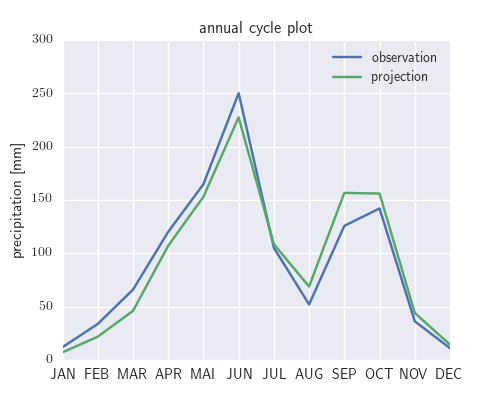 annual cycle plot
300
observation
projection
250
200
precipitation [mm]
150
100
50
0
JAN FEB MAR APR MAI JUN JUL AUG SEP OCT NOV DEC